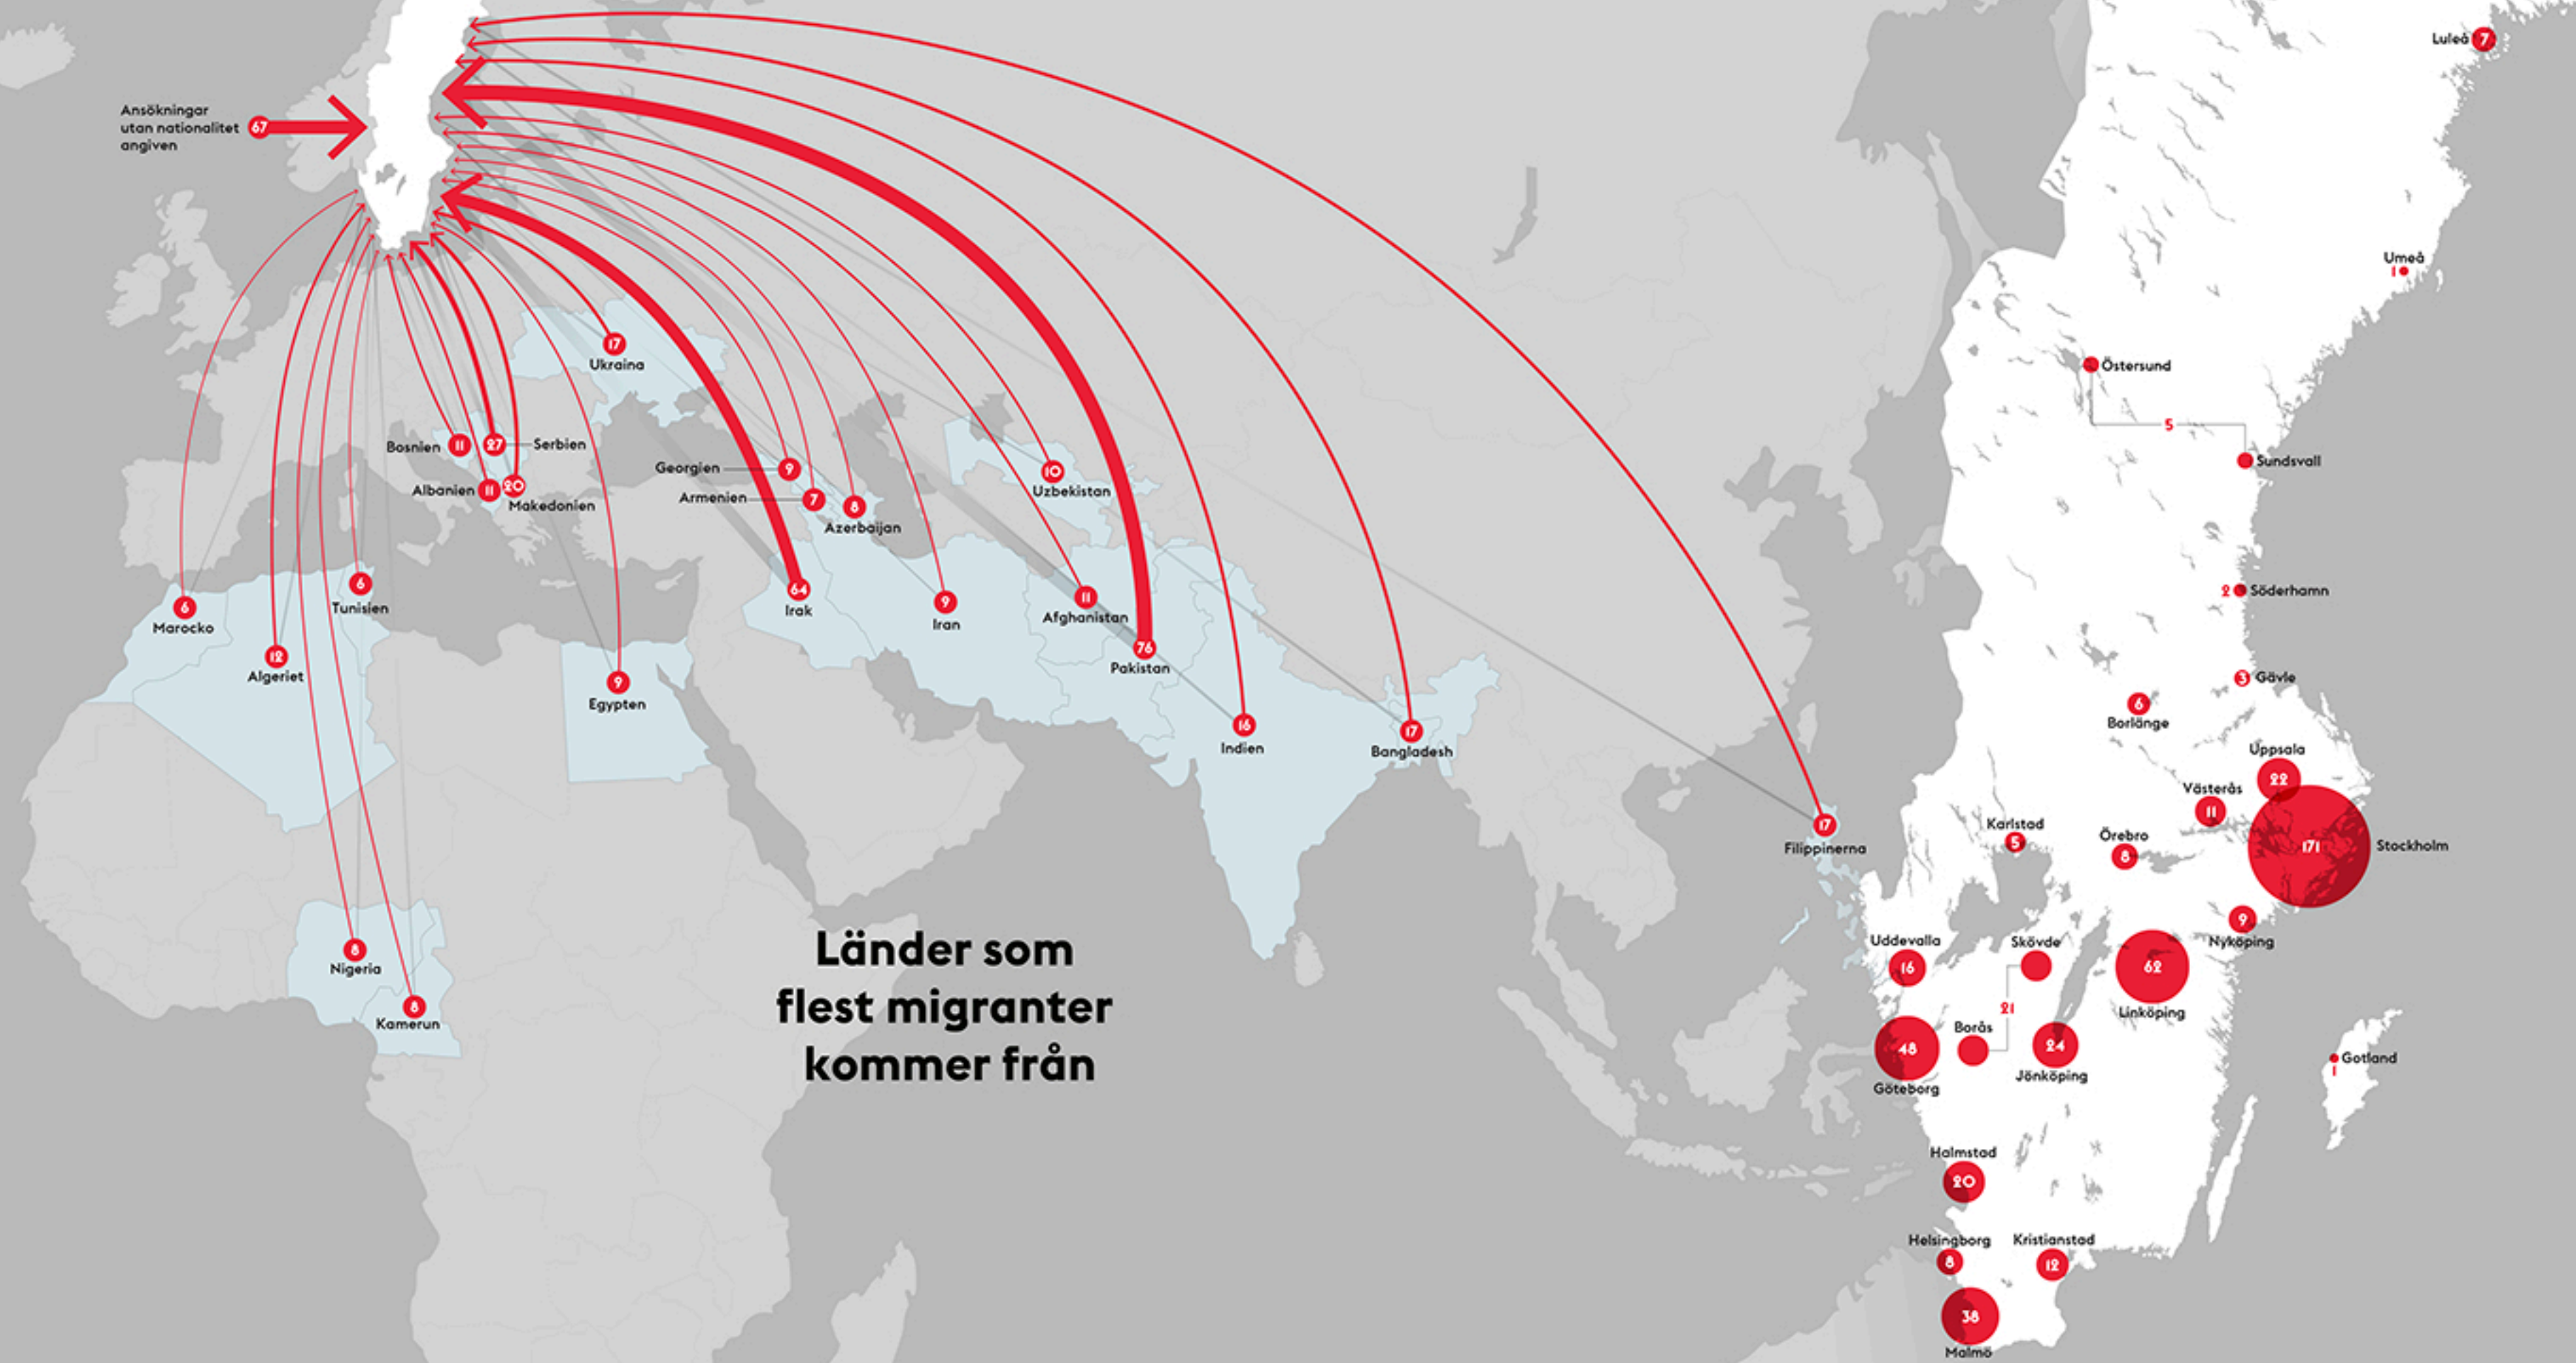 Ansökningar
utan nationalitet
angiven
67
17
Ukraina
Bosnien 11
27 Serbien
Albanien 11
20
Makedonien
Georgien 9
Armenien 7
8
Azerbaijan
10
Uzbekistan
6
Marocko
6
Tunisien
12
Algeriet
9
Egypten
64
Irak
9
Iran
11
Afghanistan
76
Pakistan
16
Indien
17
Bangladesh
17
Filippinerna
8
Nigeria
8
Kamerun
Länder som
flest migranter
kommer från
Luleå 7
Umeå
1
Östersund
5
Sundsvall
2 Söderhamn
3 Gävle
6
Borlänge
Uppsala
22
Västerås
11
Karlstad
5
Örebro
8
171 Stockholm
9
Nyköping
Uddevalla
16
Skövde
21
Borås
62
Linköping
48
Göteborg
24
Jönköping
Gotland
1
Halmstad
20
Helsingborg
8
Kristianstad
12
38
Malmö